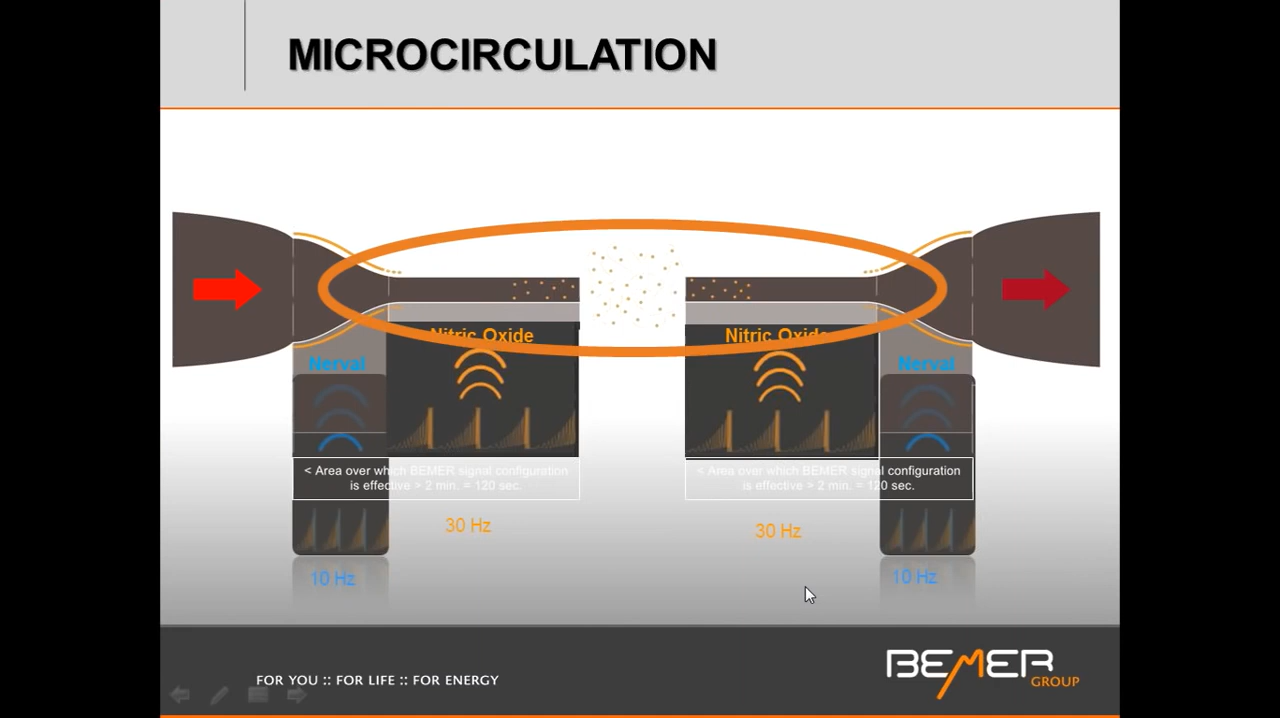 MICROCIRCULATION
Nitric Oxide
Nitric Oxide
Nerval
Nerval
< Area over which BEMER signal configuration
is effective > 2 min. = 120 sec.
< Area over which BEMER signal configuration
is effective > 2 min. = 120 sec.
30 Hz
30 Hz
10 Hz
10 Hz
FOR YOU :: FOR LIFE :: FOR ENERGY
BEMER
GROUP